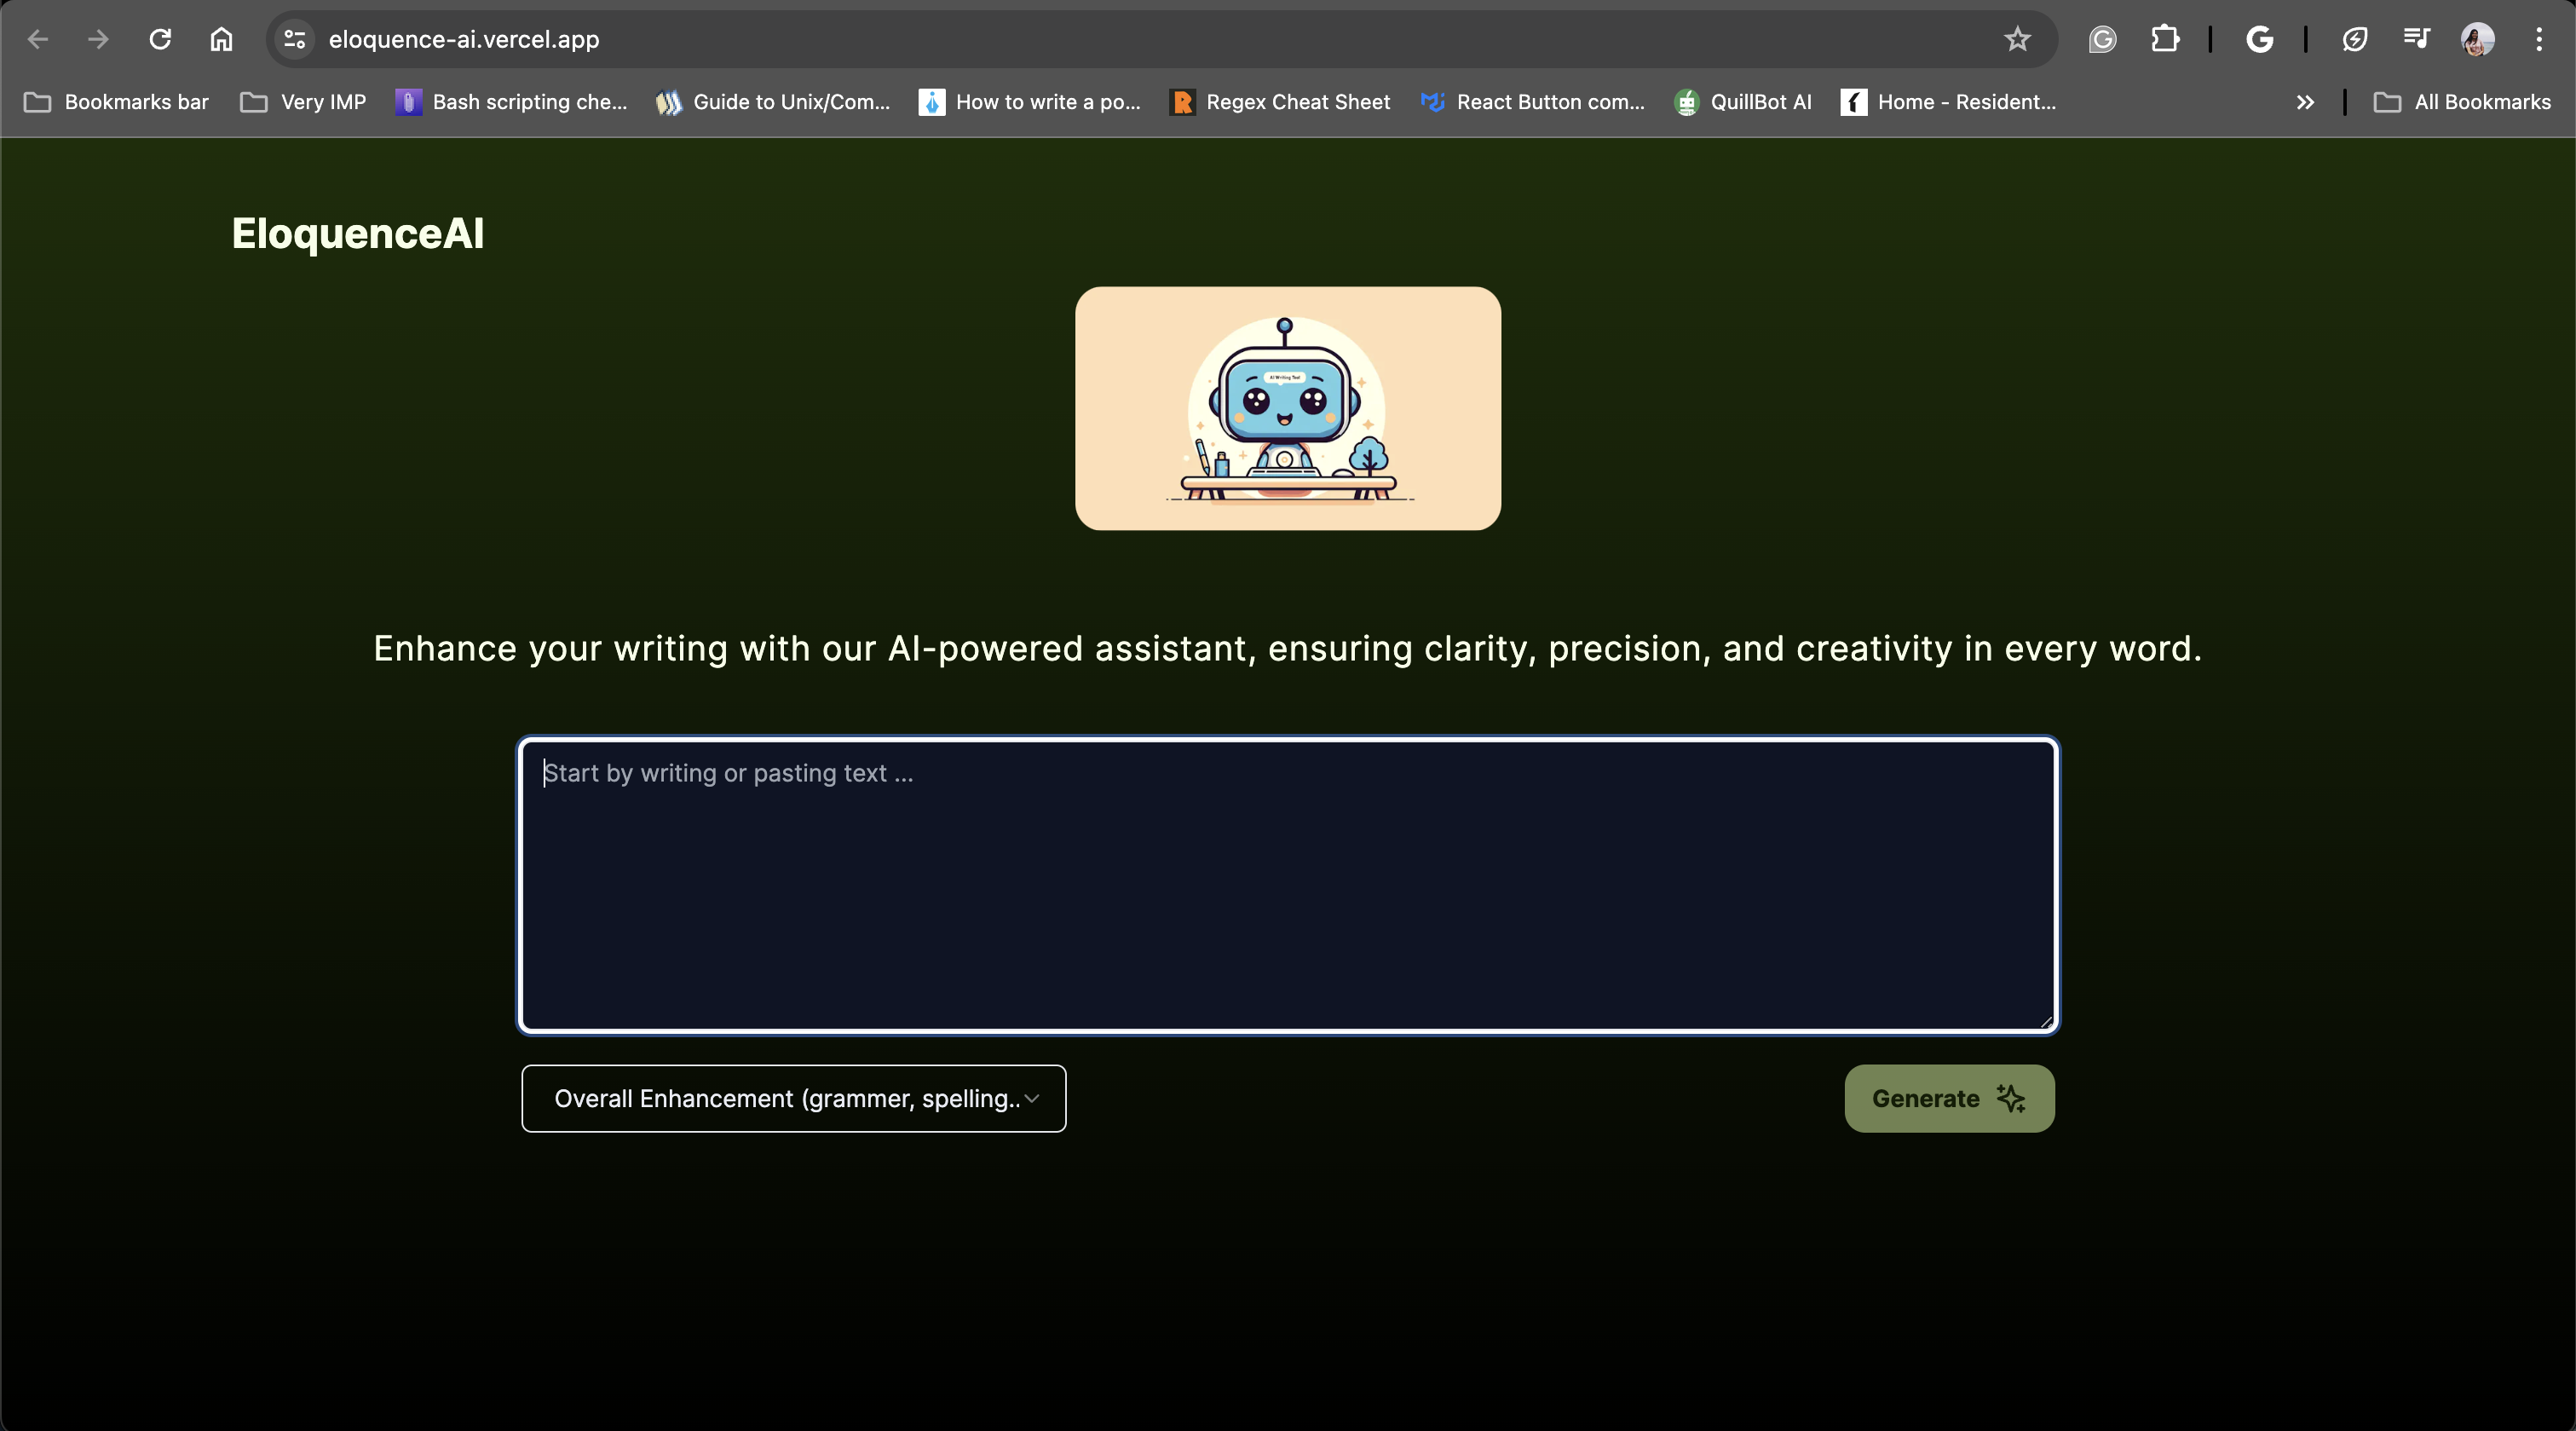 eloquence-ai.vercel.app
Bookmarks bar Very IMP Bash scripting che... Guide to Unix/Com... How to write a po... Regex Cheat Sheet React Button com... QuillBot AI Home - Resident... All Bookmarks
EloquenceAI
AI Writing Tool
Enhance your writing with our AI-powered assistant, ensuring clarity, precision, and creativity in every word.
Start by writing or pasting text ...
Overall Enhancement (grammer, spelling..
Generate